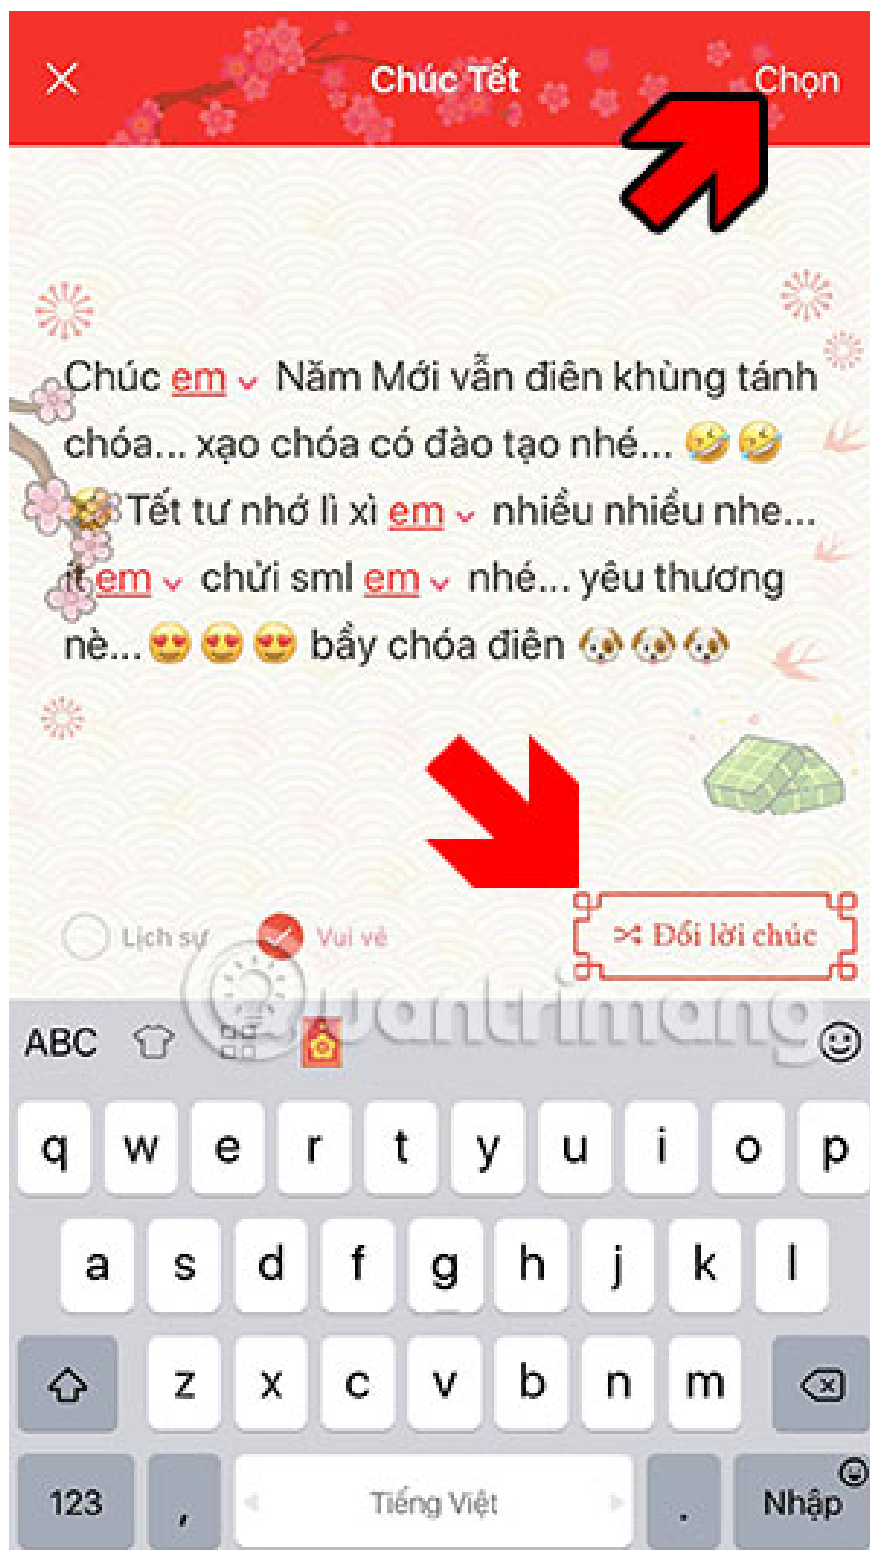 Chúc Tết
Chọn
Chúc em Năm Mới vẫn điên khùng tánh
chóa... xạo chóa có đào tạo nhé... 🤣🤣
🤣 Tết tư nhớ lì xì em nhiều nhiều nhe...
ít em chửi sml em nhé... yêu thương
nè...😍😍😍 bầy chóa điên 🐶🐶🐶
Lịch sự Vui vẻ Đổi lời chúc
Quantrimang
ABC
q w e r t y u i o p
a s d f g h j k l
z x c v b n m
123 , Tiếng Việt . Nhập